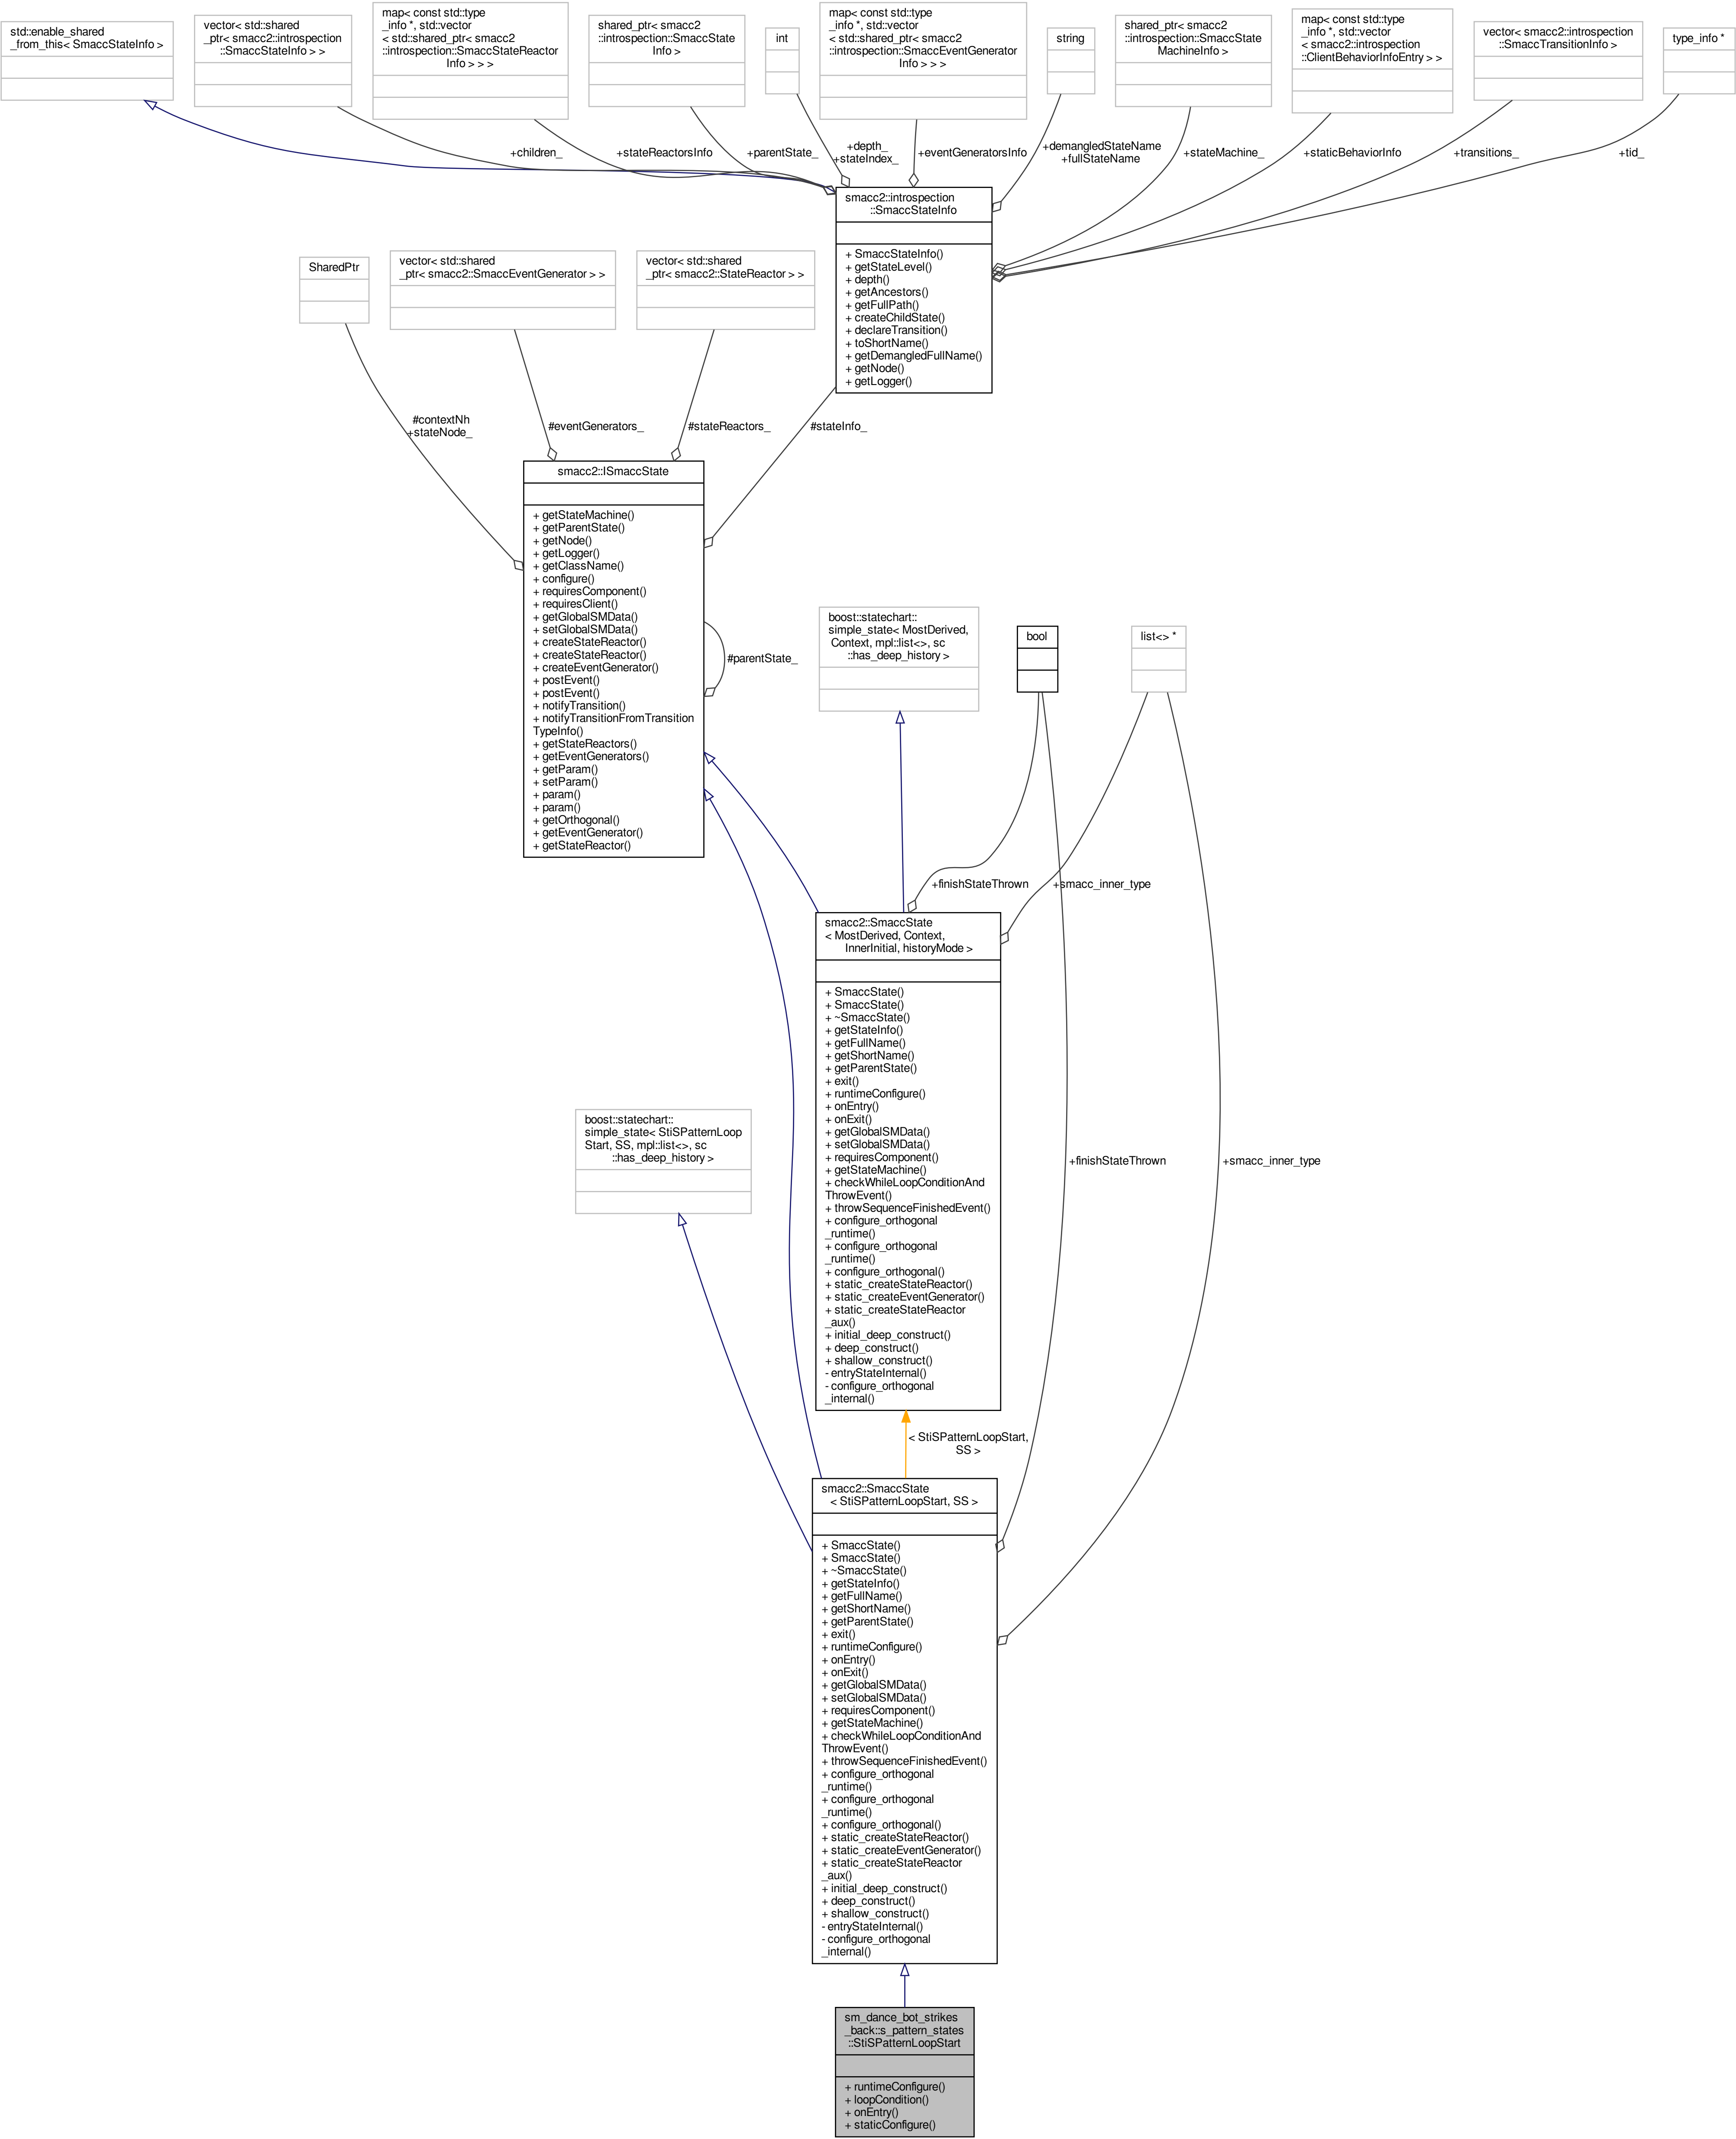 std::enable_shared
_from_this< SmaccStateInfo >
vector< std::shared
_ptr< smacc2::introspection
::SmaccStateInfo > >
map< const std::type
_info *, std::vector
< std::shared_ptr< smacc2
::introspection::SmaccStateReactor
Info > > >
shared_ptr< smacc2
::introspection::SmaccState
Info >
int
map< const std::type
_info *, std::vector
< std::shared_ptr< smacc2
::introspection::SmaccEventGenerator
Info > > >
string
shared_ptr< smacc2
::introspection::SmaccState
MachineInfo >
map< const std::type
_info *, std::vector
< smacc2::introspection
::ClientBehaviorInfoEntry > >
vector< smacc2::introspection
::SmaccTransitionInfo >
type_info *
+children_
+stateReactorsInfo
+parentState_
+depth_
+stateIndex_
+eventGeneratorsInfo
+demangledStateName
+fullStateName
+stateMachine_
+staticBehaviorInfo
+transitions_
+tid_
smacc2::introspection
::SmaccStateInfo
+ SmaccStateInfo()
+ getStateLevel()
+ depth()
+ getAncestors()
+ getFullPath()
+ createChildState()
+ declareTransition()
+ toShortName()
+ getDemangledFullName()
+ getNode()
+ getLogger()
SharedPtr
vector< std::shared
_ptr< smacc2::SmaccEventGenerator > >
vector< std::shared
_ptr< smacc2::StateReactor > >
#contextNh
+stateNode_
#eventGenerators_
#stateReactors_
#stateInfo_
smacc2::ISmaccState
+ getStateMachine()
+ getParentState()
+ getNode()
+ getLogger()
+ getClassName()
+ configure()
+ requiresComponent()
+ requiresClient()
+ getGlobalSMData()
+ setGlobalSMData()
+ createStateReactor()
+ createStateReactor()
+ createEventGenerator()
+ postEvent()
+ postEvent()
+ notifyTransition()
+ notifyTransitionFromTransition
TypeInfo()
+ getStateReactors()
+ getEventGenerators()
+ getParam()
+ setParam()
+ param()
+ param()
+ getOrthogonal()
+ getEventGenerator()
+ getStateReactor()
#parentState_
boost::statechart::
simple_state< MostDerived,
Context, mpl::list<>, sc
::has_deep_history >
bool
list<> *
+finishStateThrown
+smacc_inner_type
smacc2::SmaccState
< MostDerived, Context,
InnerInitial, historyMode >
+ SmaccState()
+ SmaccState()
+ ~SmaccState()
+ getStateInfo()
+ getFullName()
+ getShortName()
+ getParentState()
+ exit()
+ runtimeConfigure()
+ onEntry()
+ onExit()
+ getGlobalSMData()
+ setGlobalSMData()
+ requiresComponent()
+ getStateMachine()
+ checkWhileLoopConditionAnd
ThrowEvent()
+ throwSequenceFinishedEvent()
+ configure_orthogonal
_runtime()
+ configure_orthogonal
_runtime()
+ configure_orthogonal()
+ static_createStateReactor()
+ static_createEventGenerator()
+ static_createStateReactor
_aux()
+ initial_deep_construct()
+ deep_construct()
+ shallow_construct()
- entryStateInternal()
- configure_orthogonal
_internal()
boost::statechart::
simple_state< StiSPatternLoop
Start, SS, mpl::list<>, sc
::has_deep_history >
+finishStateThrown
+smacc_inner_type
< StiSPatternLoopStart,
SS >
smacc2::SmaccState
< StiSPatternLoopStart, SS >
+ SmaccState()
+ SmaccState()
+ ~SmaccState()
+ getStateInfo()
+ getFullName()
+ getShortName()
+ getParentState()
+ exit()
+ runtimeConfigure()
+ onEntry()
+ onExit()
+ getGlobalSMData()
+ setGlobalSMData()
+ requiresComponent()
+ getStateMachine()
+ checkWhileLoopConditionAnd
ThrowEvent()
+ throwSequenceFinishedEvent()
+ configure_orthogonal
_runtime()
+ configure_orthogonal
_runtime()
+ configure_orthogonal()
+ static_createStateReactor()
+ static_createEventGenerator()
+ static_createStateReactor
_aux()
+ initial_deep_construct()
+ deep_construct()
+ shallow_construct()
- entryStateInternal()
- configure_orthogonal
_internal()
sm_dance_bot_strikes
_back::s_pattern_states
::StiSPatternLoopStart
+ runtimeConfigure()
+ loopCondition()
+ onEntry()
+ staticConfigure()